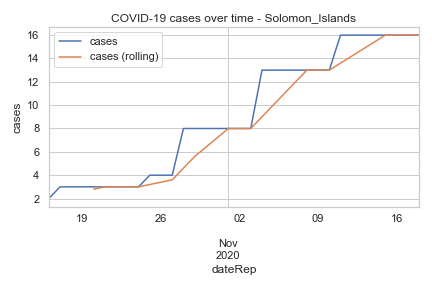 COVID-19 cases over time - Solomon_Islands
cases
cases (rolling)
16
14
12
10
8
6
4
2
cases
19 26 02 09 16
Nov
2020
dateRep